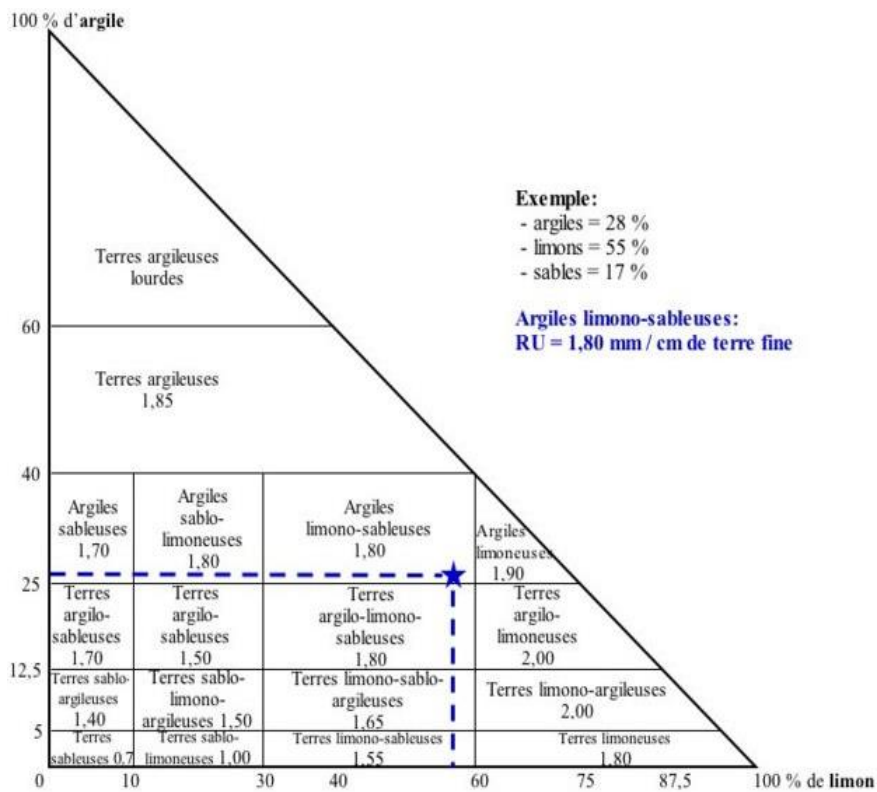 100 % d'argile
Exemple:
- argiles = 28 %
- limons = 55 %
- sables = 17 %
Argiles limono-sableuses:
RU = 1,80 mm / cm de terre fine
Terres argileuses
lourdes
60
Terres argileuses
1,85
40
Argiles
sableuses
1,70
Argiles
sablo-
limoneuses
1,80
Argiles
limono-sableuses
1,80
Argiles
limoneuses
1,90
25
Terres
argilo-
sableuses
1,70
Terres
argilo-
sableuses
1,50
Terres
argilo-limono-
sableuses
1,80
Terres
argilo-
limoneuses
2,00
12,5
Terres sablo-
argileuses
1,40
Terres sablo-
limono-
argileuses 1,50
Terres limono-sablo-
argileuses
1,65
Terres limono-argileuses
2,00
5
Terres
sableuses 0.7
Terres sablo-
limoneuses 1,00
Terres limono-sableuses
1,55
Terres limoneuses
1,80
0 10 30 40 60 75 87,5 100 % de limon